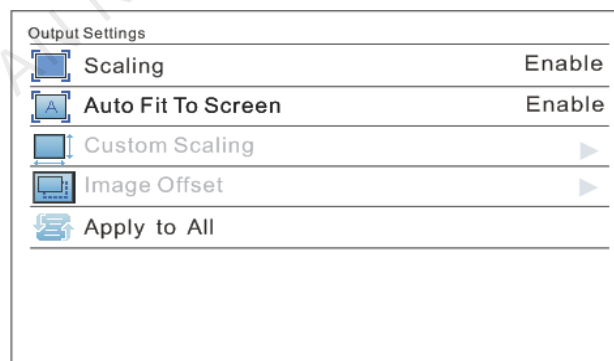 Output Settings
Scaling Enable
A Auto Fit To Screen Enable
Custom Scaling
Image Offset
Apply to All